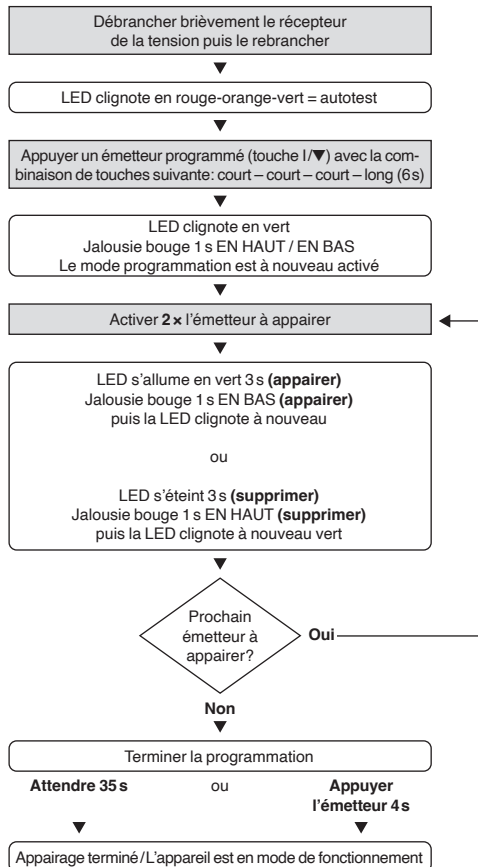 Débrancher brièvement le récepteur
de la tension puis le rebrancher
▼
LED clignote en rouge-orange-vert = autotest
▼
Appuyer un émetteur programmé (touche I/▼) avec la com-
binaison de touches suivante: court – court – court – long (6 s)
▼
LED clignote en vert
Jalousie bouge 1 s EN HAUT / EN BAS
Le mode programmation est à nouveau activé
▼
Activer 2 × l'émetteur à appairer
▼
LED s'allume en vert 3 s (appairer)
Jalousie bouge 1 s EN BAS (appairer)
puis la LED clignote à nouveau
ou
LED s'éteint 3 s (supprimer)
Jalousie bouge 1 s EN HAUT (supprimer)
puis la LED clignote à nouveau vert
▼
Prochain
émetteur à
appairer?
Oui
Non
▼
Terminer la programmation
Attendre 35 s ou Appuyer
l'émetteur 4 s
▼ ▼
Appairage terminé / L'appareil est en mode de fonctionnement